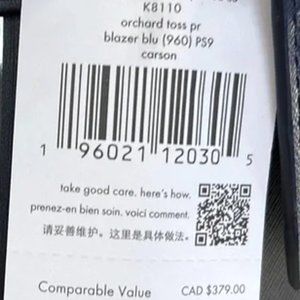 K8110
orchard toss pr
blazer blu (960) PS9
carson
1 96021 12030 5
take good care. here's how.
prenez-en bien soin. voici comment.
请妥善维护。这里是具体做法。
Comparable Value CAD $379.00